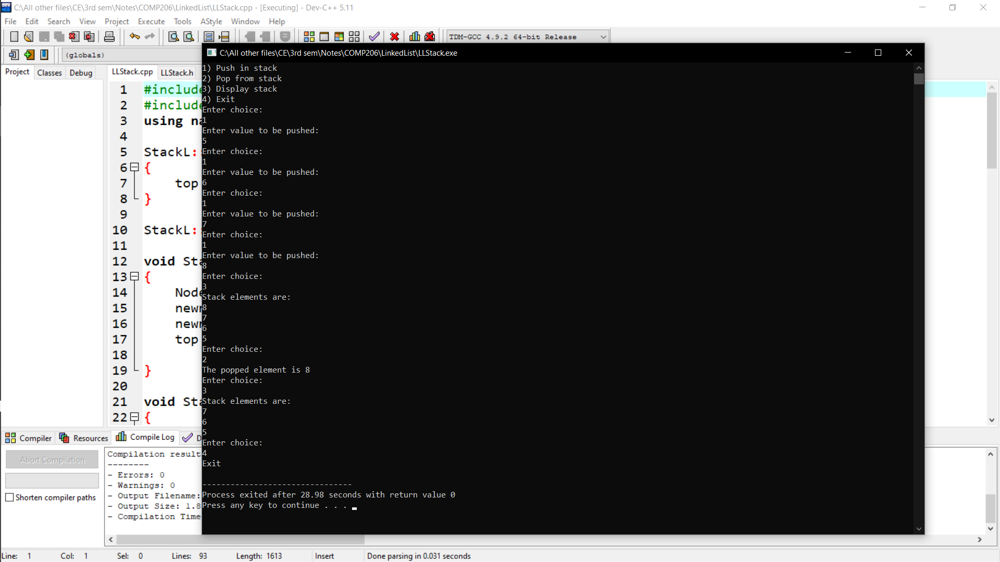 C:\All other files\CE\3rd sem\Notes\COMP206\LinkedList\LLStack.cpp - [Executing] - Dev-C++ 5.11
File Edit Search View Project Execute Tools AStyle Window Help
TDM-GCC 4.9.2 64-bit Release
(globals)
Project Classes Debug
LLStack.cpp LLStack.h
1 #include
2 #include
3 using na
4
5 StackL::
6 {
7 top
8 }
9
10 StackL::
11
12 void Sta
13 {
14 Node
15 newn
16 newn
17 top
18
19 }
20
21 void Sta
22 {
C:\All other files\CE\3rd sem\Notes\COMP206\LinkedList\LLStack.exe
1) Push in stack
2) Pop from stack
3) Display stack
4) Exit
Enter choice:
1
Enter value to be pushed:
5
Enter choice:
1
Enter value to be pushed:
6
Enter choice:
1
Enter value to be pushed:
7
Enter choice:
1
Enter value to be pushed:
8
Enter choice:
3
Stack elements are:
8
7
6
5
Enter choice:
2
The popped element is 8
Enter choice:
3
Stack elements are:
7
6
5
Enter choice:
4
Exit
--------------------------------
Process exited after 28.98 seconds with return value 0
Press any key to continue . . .
Compiler Resources Compile Log D
Abort Compilation
Shorten compiler paths
Compilation result
--------
- Errors: 0
- Warnings: 0
- Output Filename:
- Output Size: 1.8
- Compilation Time
Line: 1 Col: 1 Sel: 0 Lines: 93 Length: 1613 Insert Done parsing in 0.031 seconds